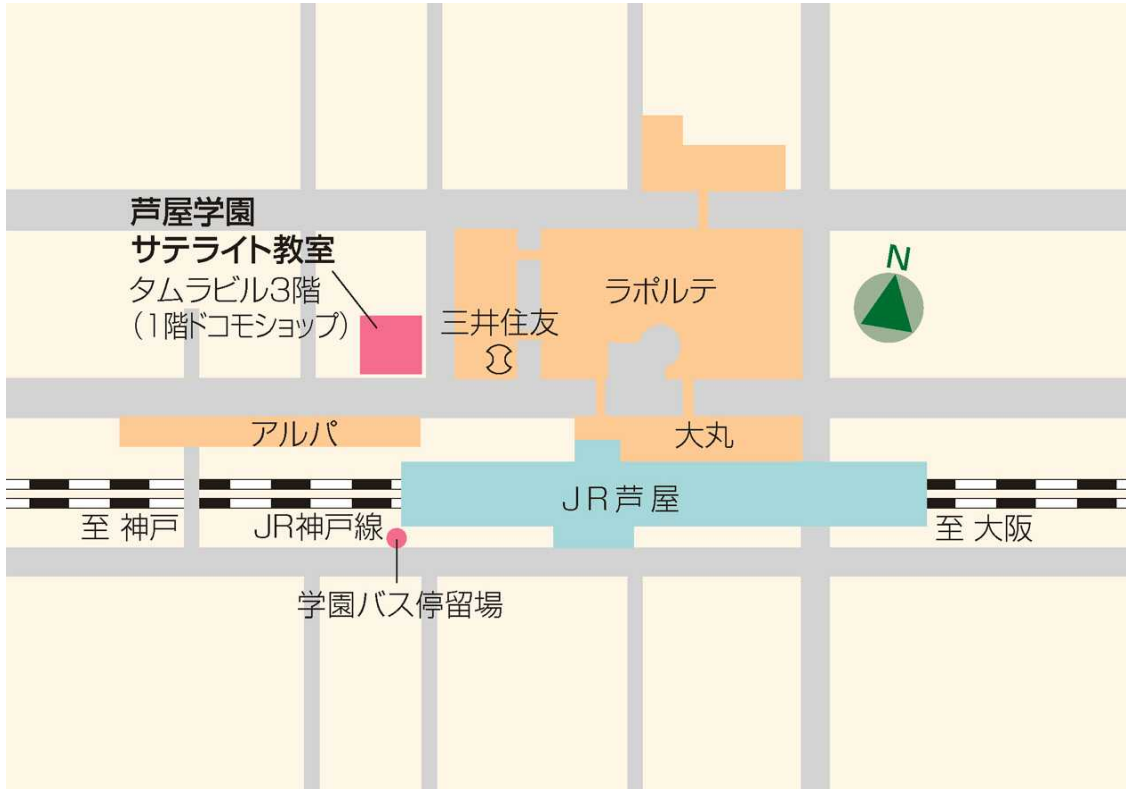 芦屋学園
サテライト教室
タムラビル3階
(1階ドコモショップ)
N
ラポルテ
三井住友
アルパ
大丸
JR芦屋
至 神戸
JR神戸線
至 大阪
学園バス停留場